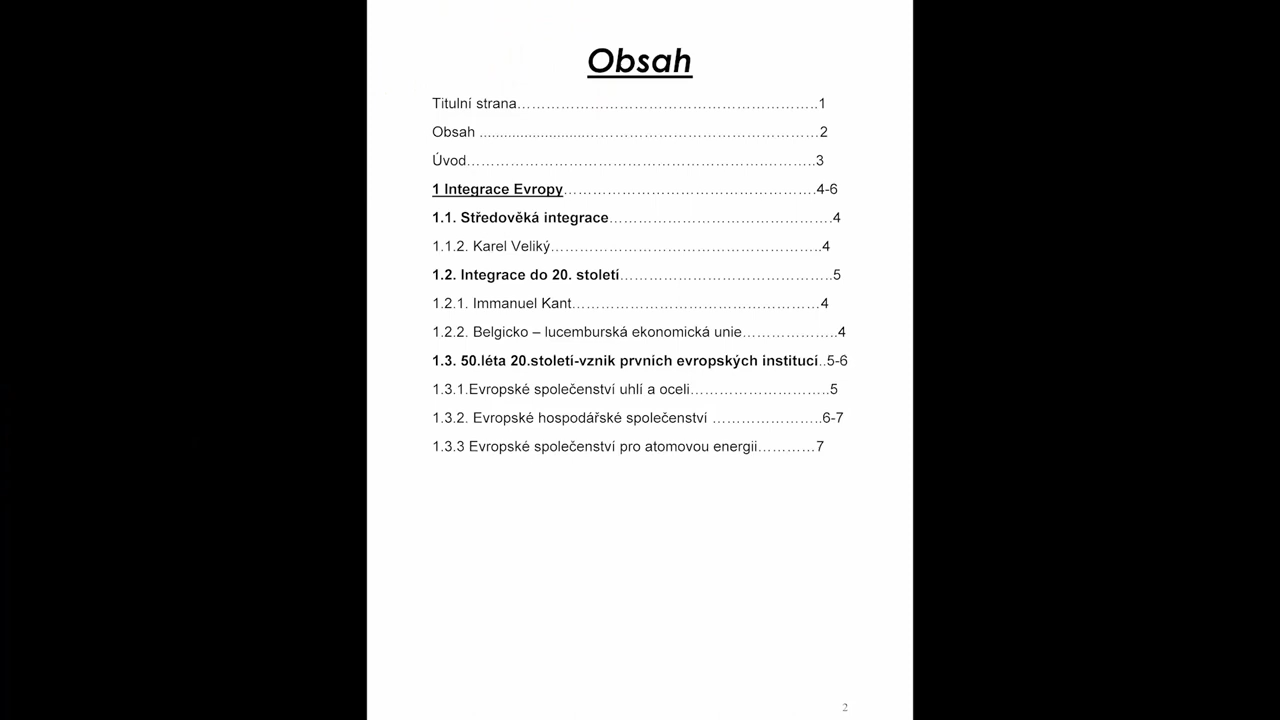 Obsah
Titulní strana…………………………………………………..1
Obsah ..........................……………………………………2
Úvod…………………………………………………….……..3
1 Integrace Evropy………………………………………….4-6
1.1. Středověká integrace…………………………………….4
1.1.2. Karel Veliký……………………………………………..4
1.2. Integrace do 20. století…………………………………..5
1.2.1. Immanuel Kant…………………………………………4
1.2.2. Belgicko – lucemburská ekonomická unie………………..4
1.3. 50.léta 20.stoleti-vznik prvních evropských institucí..5-6
1.3.1.Evropské společenství uhlí a oceli……………………..5
1.3.2. Evropské hospodářské společenství …………………..6-7
1.3.3 Evropské společenství pro atomovou energii…………7
2